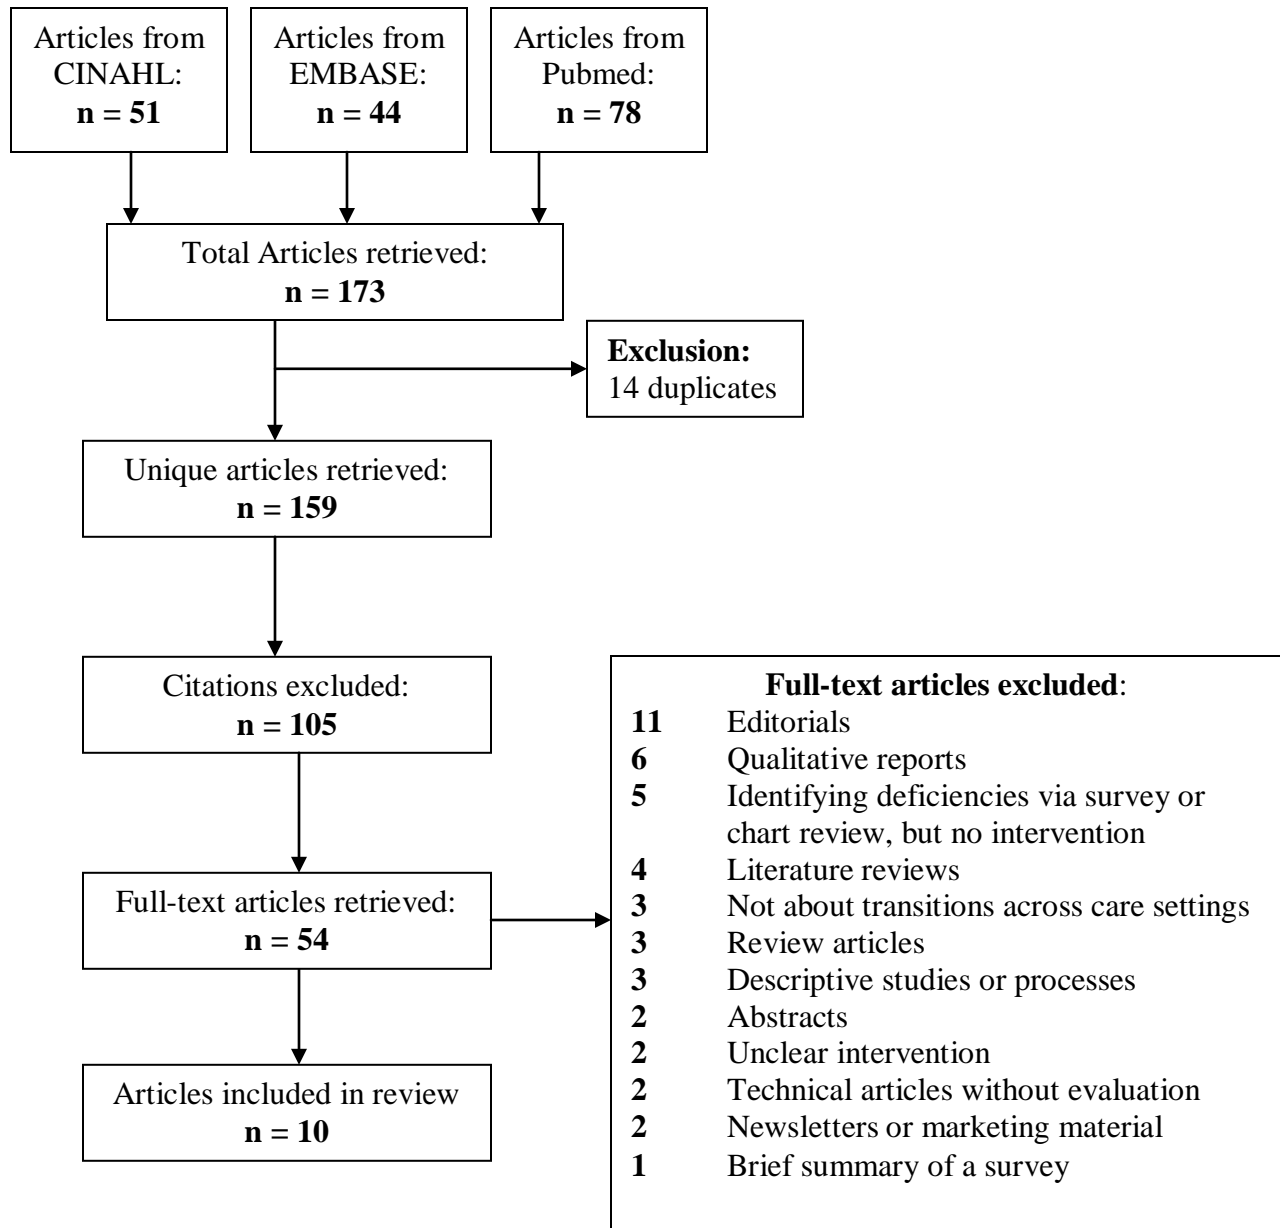 Articles from
CINAHL:
n = 51
Articles from
EMBASE:
n = 44
Articles from
Pubmed:
n = 78
Total Articles retrieved:
n = 173
Exclusion:
14 duplicates
Unique articles retrieved:
n = 159
Citations excluded:
n = 105
Full-text articles retrieved:
n = 54
Articles included in review
n = 10
Full-text articles excluded:
11 Editorials
6 Qualitative reports
5 Identifying deficiencies via survey or
chart review, but no intervention
4 Literature reviews
3 Not about transitions across care settings
3 Review articles
3 Descriptive studies or processes
2 Abstracts
2 Unclear intervention
2 Technical articles without evaluation
2 Newsletters or marketing material
1 Brief summary of a survey